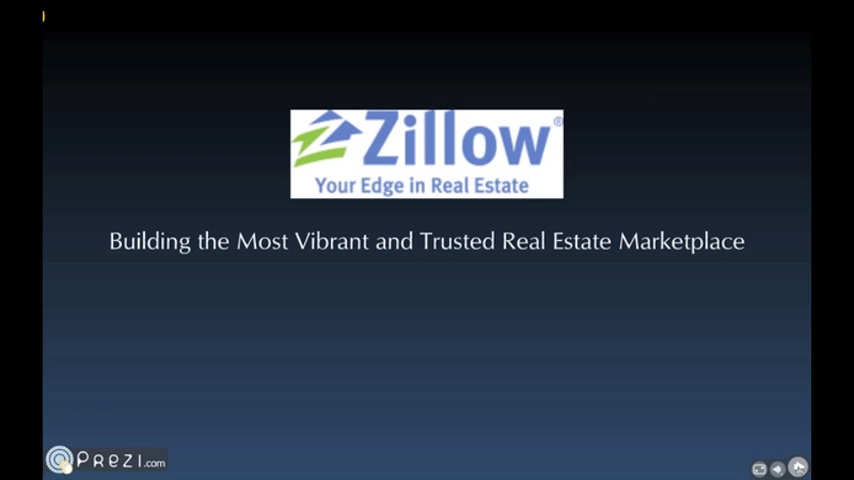 Zillow®
Your Edge in Real Estate
Building the Most Vibrant and Trusted Real Estate Marketplace
PREZI.com